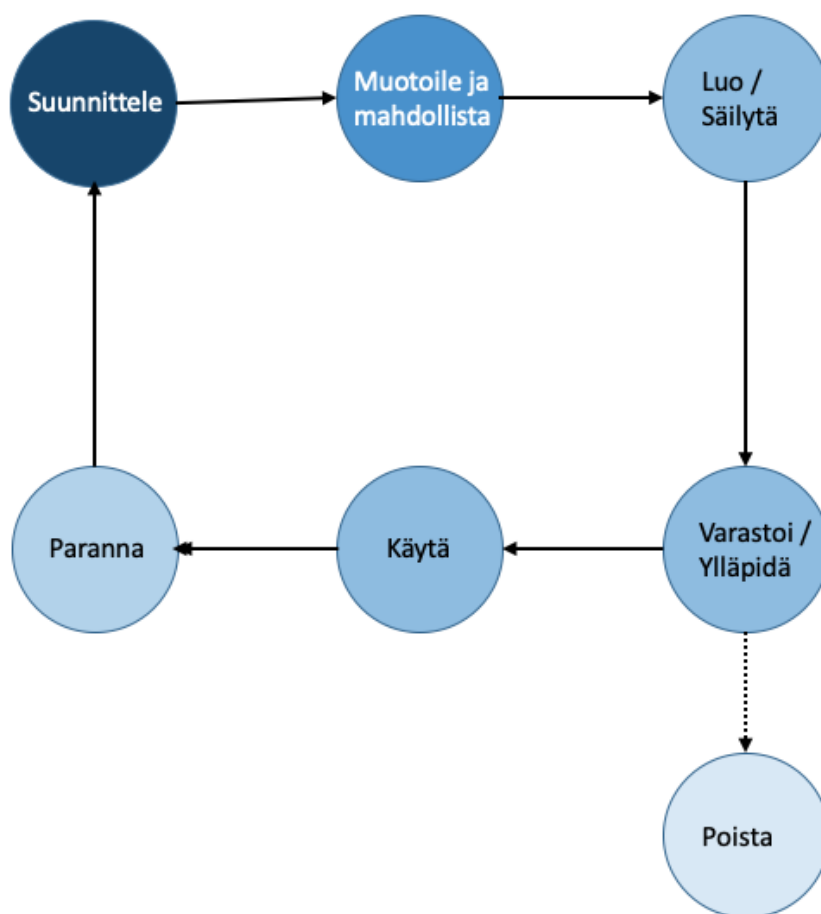 Suunnittele
Muotoile ja
mahdollista
Luo /
Säilytä
Paranna
Käytä
Varastoi /
Ylläpidä
Poista